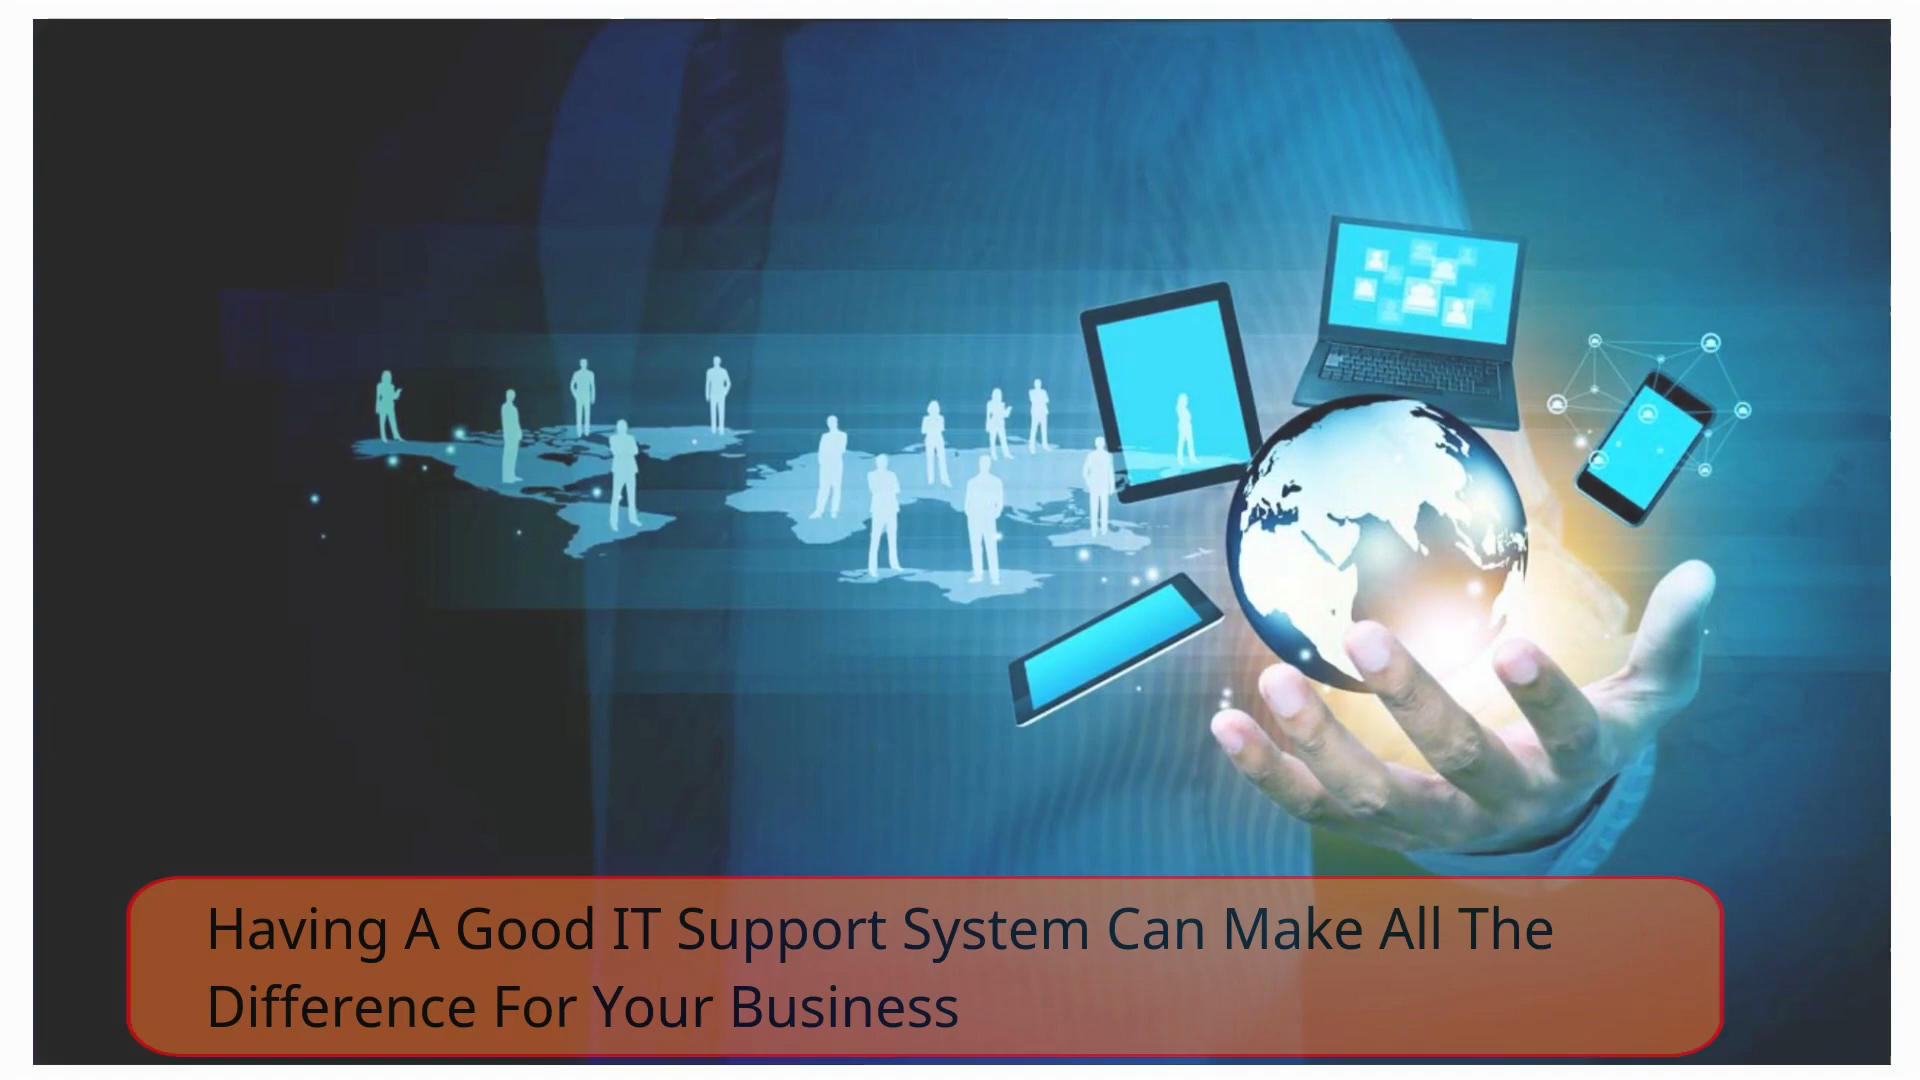 Having A Good IT Support System Can Make All The
Difference For Your Business